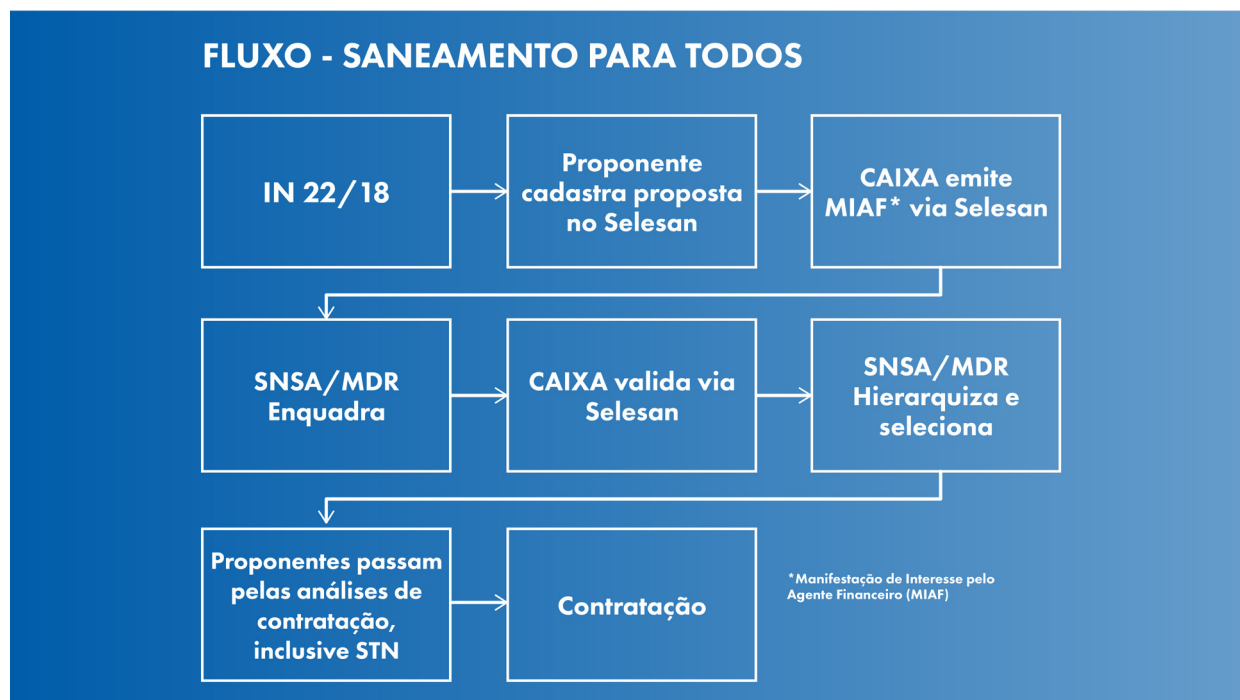 FLUXO - SANEAMENTO PARA TODOS
IN 22/18
Proponente
cadastra proposta
no Selesan
CAIXA emite
MIAF* via Selesan
SNSA/MDR
Enquadra
CAIXA valida via
Selesan
SNSA/MDR
Hierarquiza e
seleciona
Proponentes passam
pelas análises de
contratação,
inclusive STN
Contratação
*Manifestação de Interesse pelo
Agente Financeiro (MIAF)